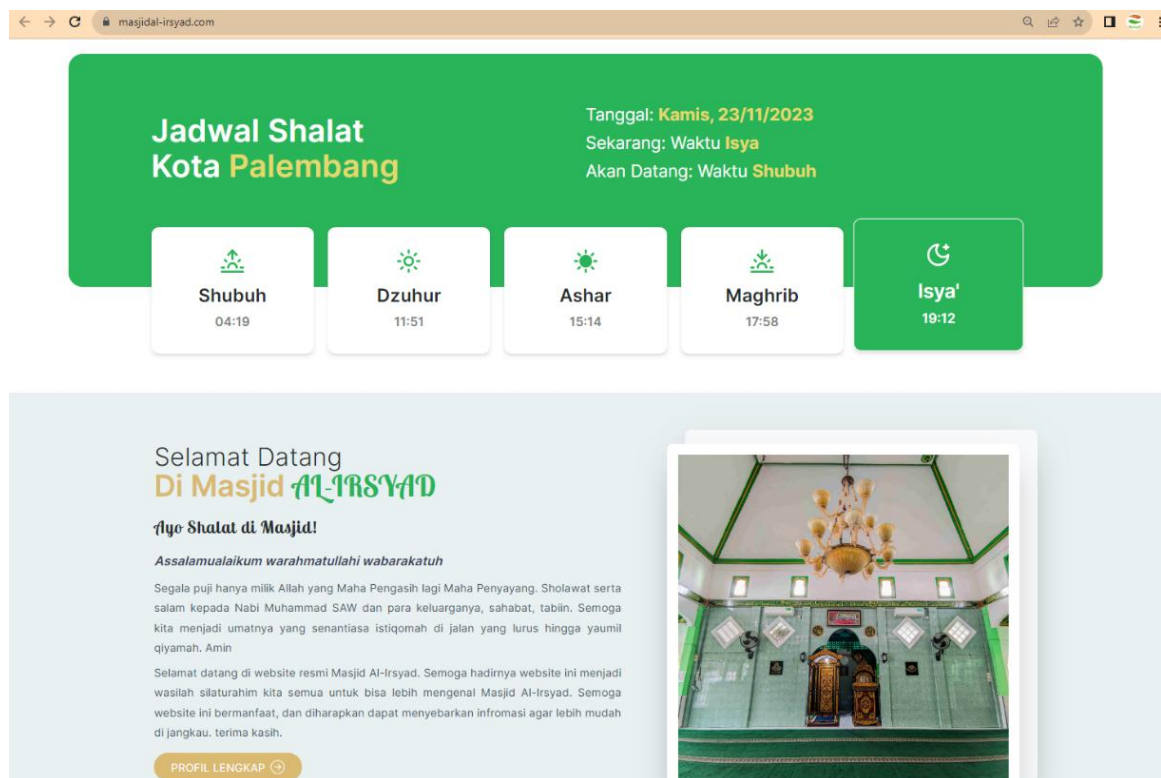 masjidal-irsyad.com
Jadwal Shalat
Kota Palembang
Tanggal: Kamis, 23/11/2023
Sekarang: Waktu Isya
Akan Datang: Waktu Shubuh
Shubuh
04:19
Dzuhur
11:51
Ashar
15:14
Maghrib
17:58
Isya'
19:12
Selamat Datang
Di Masjid AL-IRSYAD
Ayo Shalat di Masjid!
Assalamualaikum warahmatullahi wabarakatuh
Segala puji hanya milik Allah yang Maha Pengasih lagi Maha Penyayang. Sholawat serta
salam kepada Nabi Muhammad SAW dan para keluarganya, sahabat, tabiin. Semoga
kita menjadi umatnya yang senantiasa istiqomah di jalan yang lurus hingga yaumil
qiyamah. Amin
Selamat datang di website resmi Masjid Al-Irsyad. Semoga hadirnya website ini menjadi
wasilah silaturahim kita semua untuk bisa lebih mengenal Masjid Al-Irsyad. Semoga
website ini bermanfaat, dan diharapkan dapat menyebarkan infromasi agar lebih mudah
di jangkau. terima kasih.
PROFIL LENGKAP